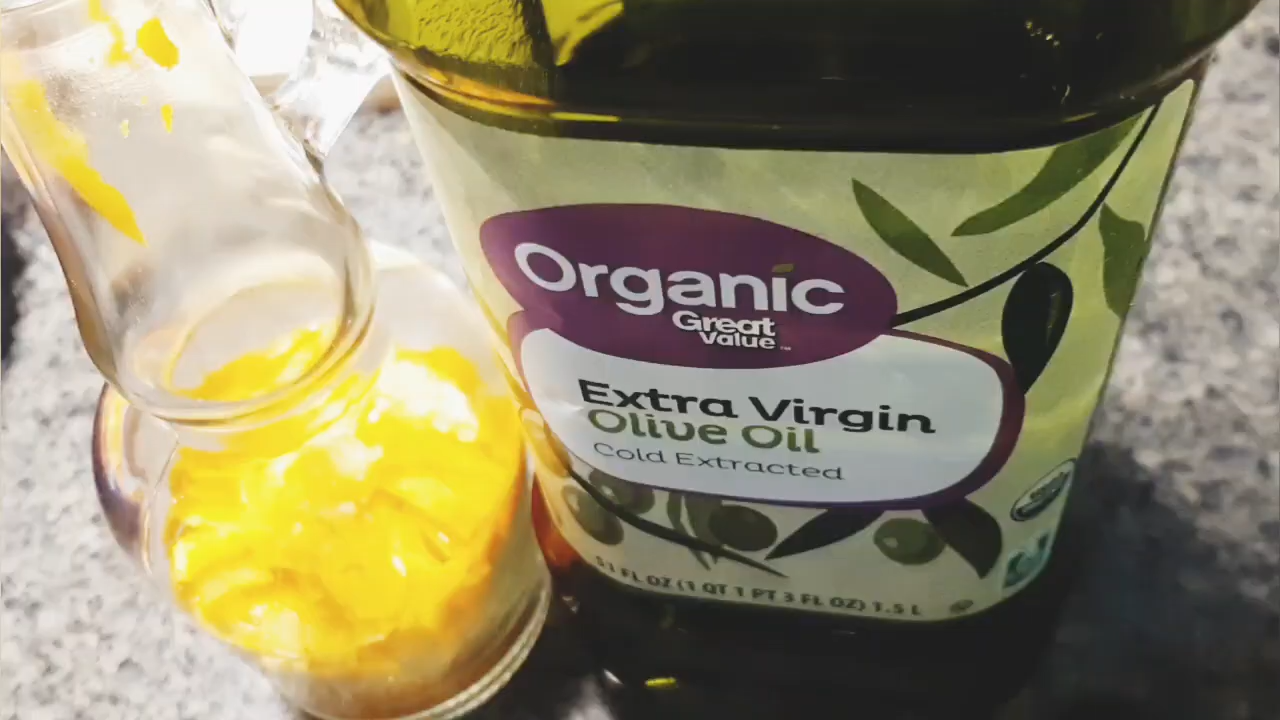 Organic
Great
Value™
Extra Virgin
Olive Oil
Cold Extracted
51 FL OZ (1 QT 1 PT 3 FL OZ) 1.5 L